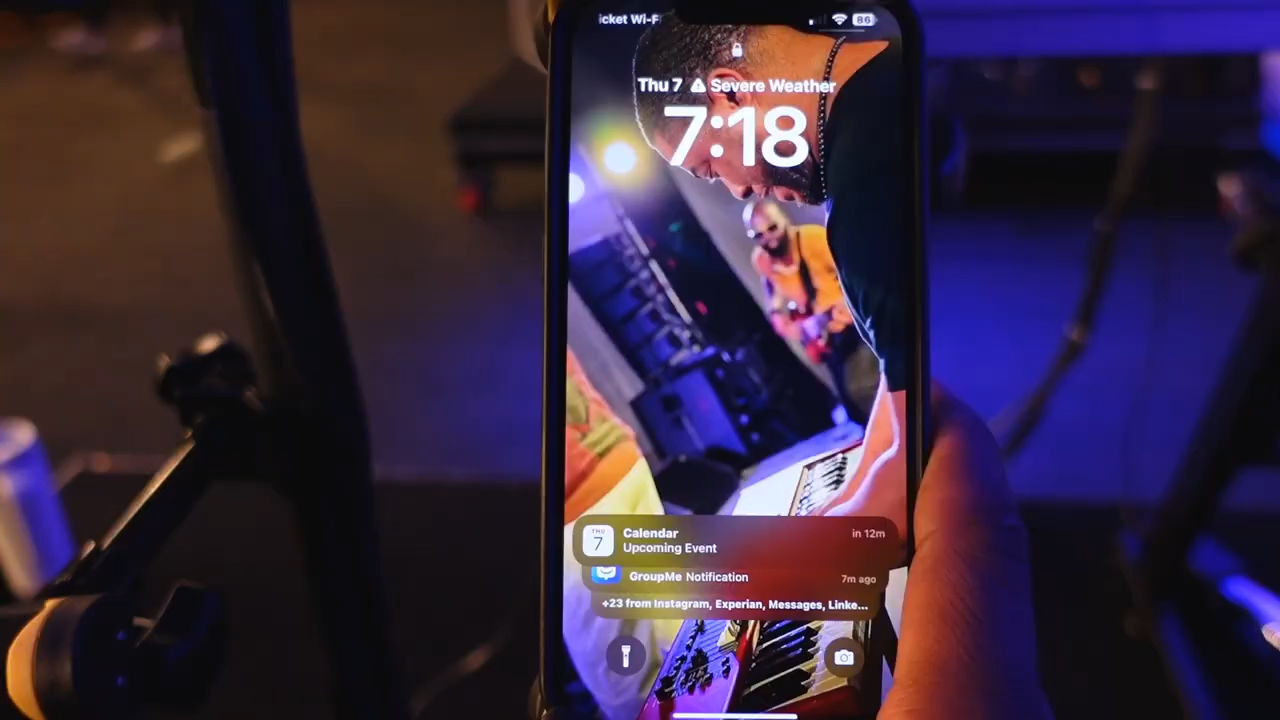 icket Wi-F
86
Thu 7 Severe Weather
7:18
THU
7
Calendar
in 12m
Upcoming Event
GroupMe Notification
7m ago
+23 from Instagram, Experian, Messages, Linke...